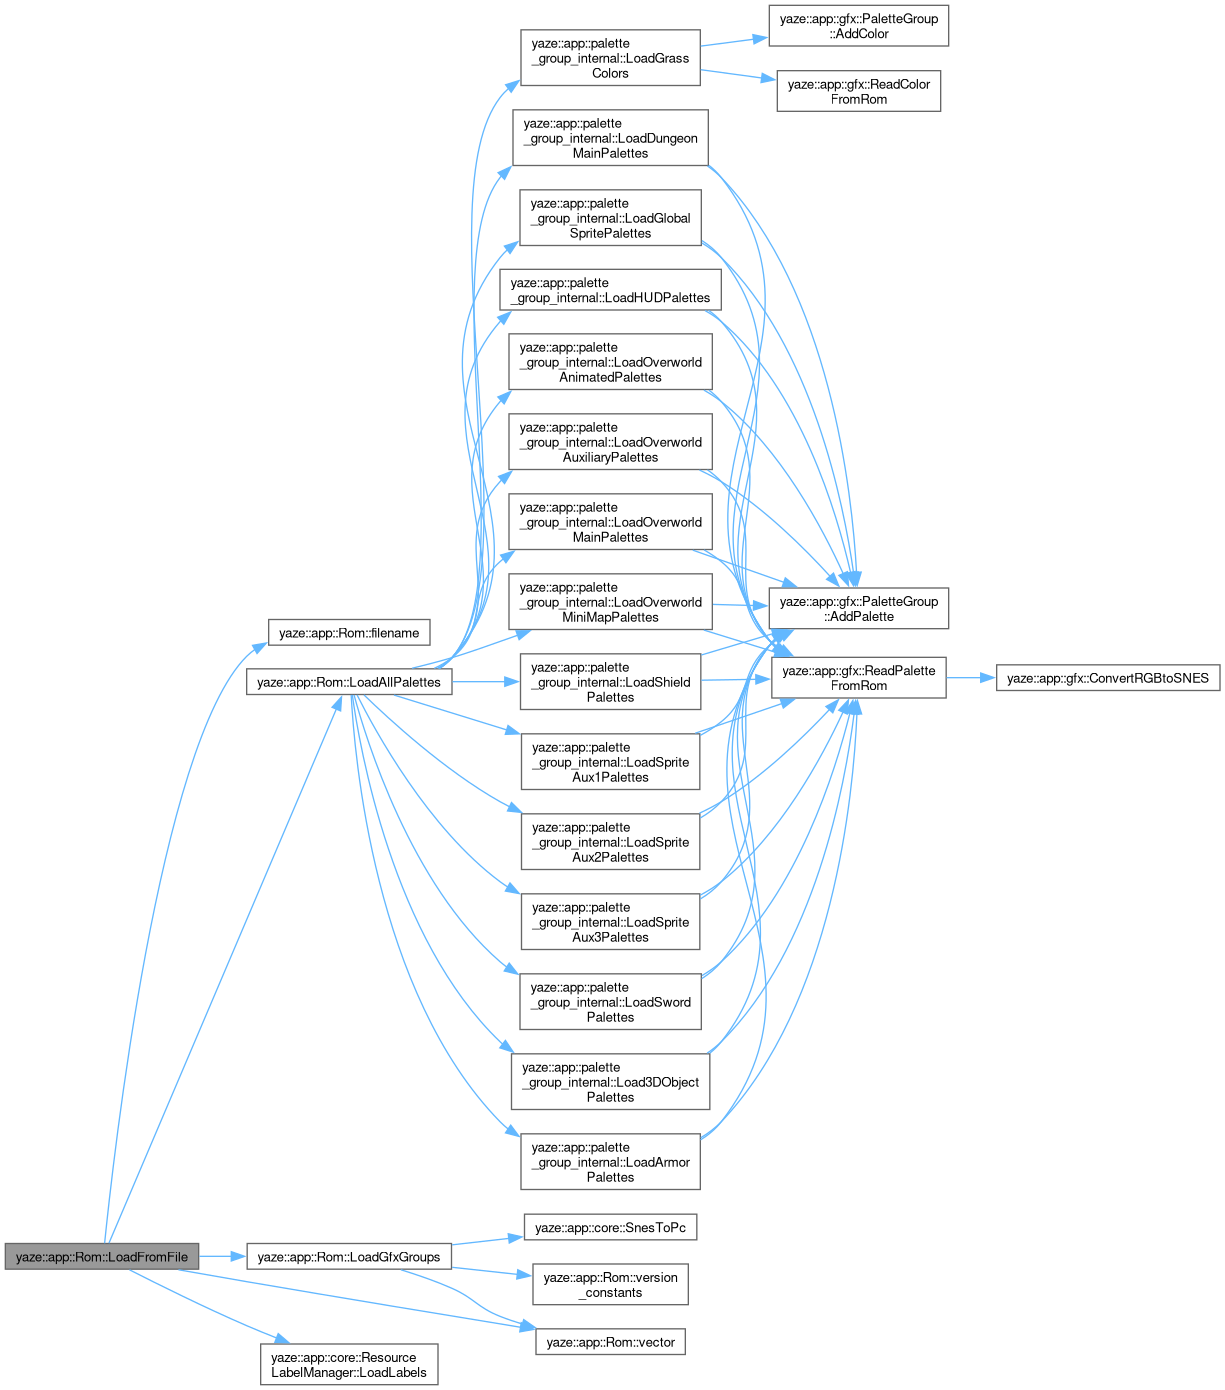 yaze::app::gfx::PaletteGroup
::AddColor
yaze::app::palette
_group_internal::LoadGrass
Colors
yaze::app::gfx::ReadColor
FromRom
yaze::app::palette
_group_internal::LoadDungeon
MainPalettes
yaze::app::palette
_group_internal::LoadGlobal
SpritePalettes
yaze::app::palette
_group_internal::LoadHUDPalettes
yaze::app::palette
_group_internal::LoadOverworld
AnimatedPalettes
yaze::app::palette
_group_internal::LoadOverworld
AuxiliaryPalettes
yaze::app::palette
_group_internal::LoadOverworld
MainPalettes
yaze::app::palette
_group_internal::LoadOverworld
MiniMapPalettes
yaze::app::gfx::PaletteGroup
::AddPalette
yaze::app::Rom::filename
yaze::app::Rom::LoadAllPalettes
yaze::app::palette
_group_internal::LoadShield
Palettes
yaze::app::gfx::ReadPalette
FromRom
yaze::app::gfx::ConvertRGBtoSNES
yaze::app::palette
_group_internal::LoadSprite
Aux1Palettes
yaze::app::palette
_group_internal::LoadSprite
Aux2Palettes
yaze::app::palette
_group_internal::LoadSprite
Aux3Palettes
yaze::app::palette
_group_internal::LoadSword
Palettes
yaze::app::palette
_group_internal::Load3DObject
Palettes
yaze::app::palette
_group_internal::LoadArmor
Palettes
yaze::app::core::SnesToPc
yaze::app::Rom::LoadFromFile
yaze::app::Rom::LoadGfxGroups
yaze::app::Rom::version
_constants
yaze::app::Rom::vector
yaze::app::core::Resource
LabelManager::LoadLabels